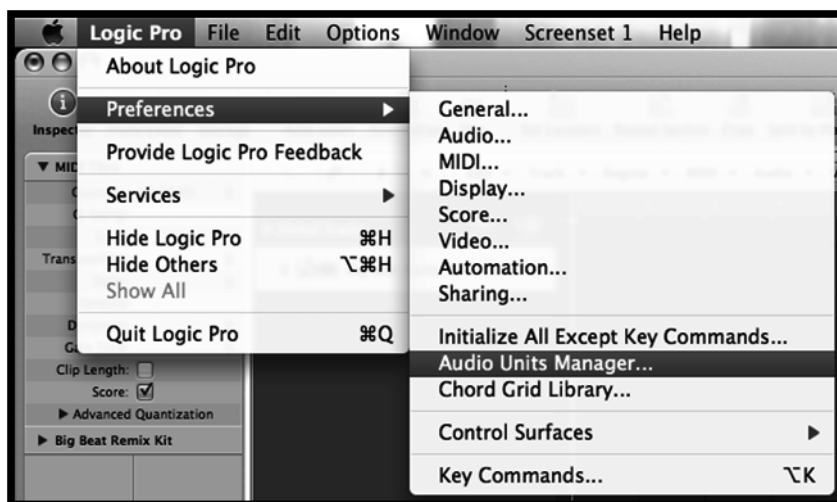 Logic Pro File Edit Options Window Screenset 1 Help
About Logic Pro
Preferences
Provide Logic Pro Feedback
Services
Hide Logic Pro ⌘H
Hide Others ⌥⌘H
Show All
Quit Logic Pro ⌘Q
General...
Audio...
MIDI...
Display...
Score...
Video...
Automation...
Sharing...
Initialize All Except Key Commands...
Audio Units Manager...
Chord Grid Library...
Control Surfaces
Key Commands... ⌥K
Clip Length:
Score:
Advanced Quantization
Big Beat Remix Kit